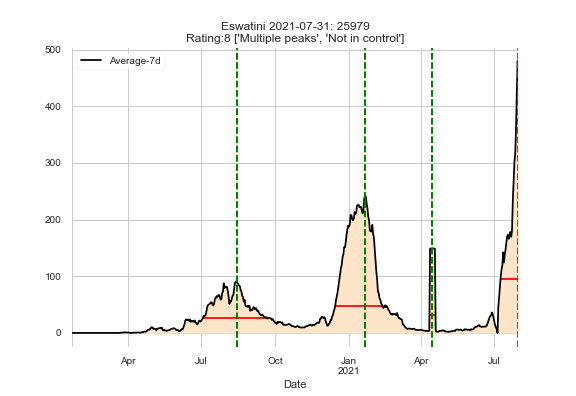 Eswatini 2021-07-31: 25979
Rating:8 ['Multiple peaks', 'Not in control']
Average-7d
500
400
300
200
100
0
Apr
Jul
Oct
Jan
2021
Apr
Jul
Date